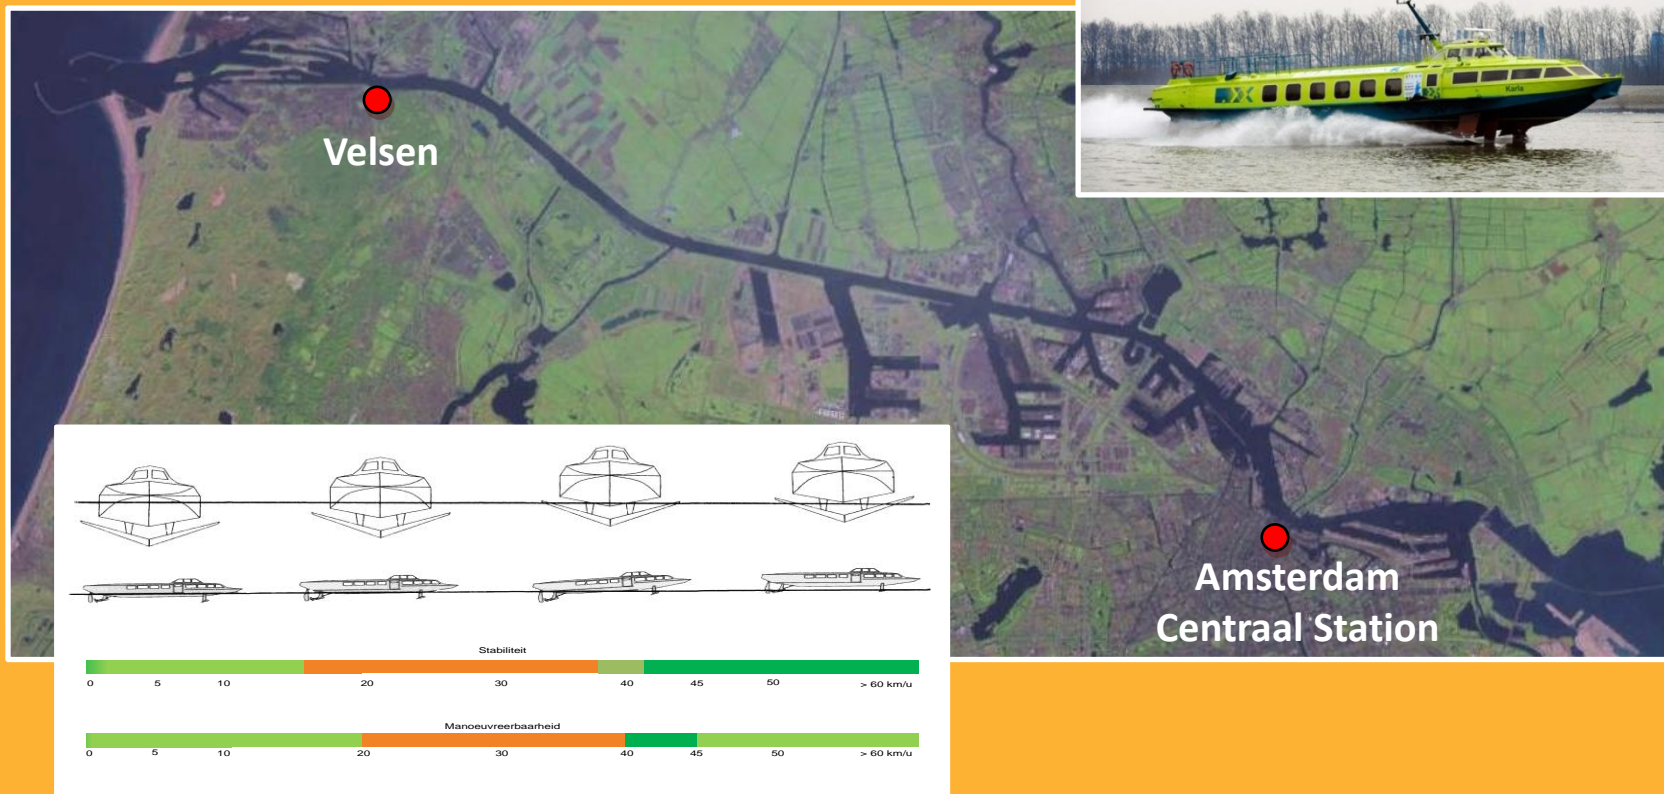 Karla
Velsen
Amsterdam
Centraal Station
Stabiliteit
0 5 10 20 30 40 45 50 > 60 km/u
Manoeuvreerbaarheid
0 5 10 20 30 40 45 50 > 60 km/u